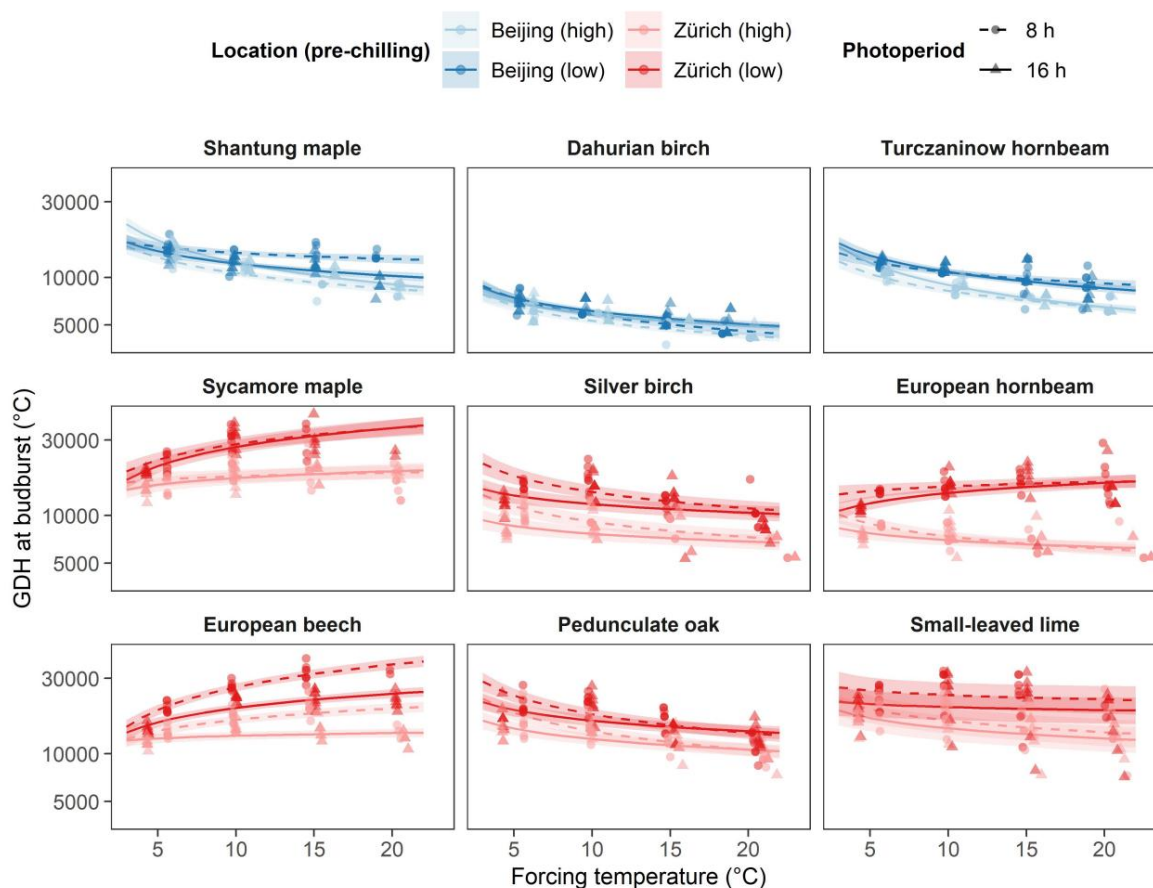 Location (pre-chilling)
Beijing (high)
Zürich (high)
Beijing (low)
Zürich (low)
Photoperiod
8 h
16 h
Shantung maple
Dahurian birch
Turczaninow hornbeam
30000
10000
5000
Sycamore maple
Silver birch
European hornbeam
30000
10000
5000
GDH at budburst (°C)
European beech
Pedunculate oak
Small-leaved lime
30000
10000
5000
5 10 15 20
5 10 15 20
5 10 15 20
Forcing temperature (°C)